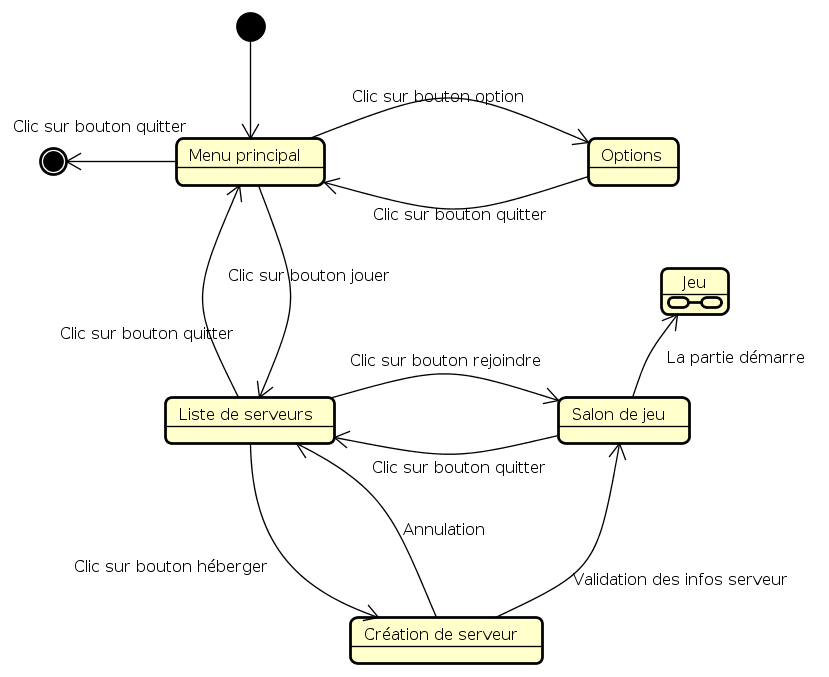 Clic sur bouton option
Clic sur bouton quitter
Menu principal
Options
Clic sur bouton quitter
Clic sur bouton jouer
Jeu
Clic sur bouton quitter
La partie démarre
Clic sur bouton rejoindre
Liste de serveurs
Salon de jeu
Clic sur bouton quitter
Annulation
Clic sur bouton héberger
Validation des infos serveur
Création de serveur